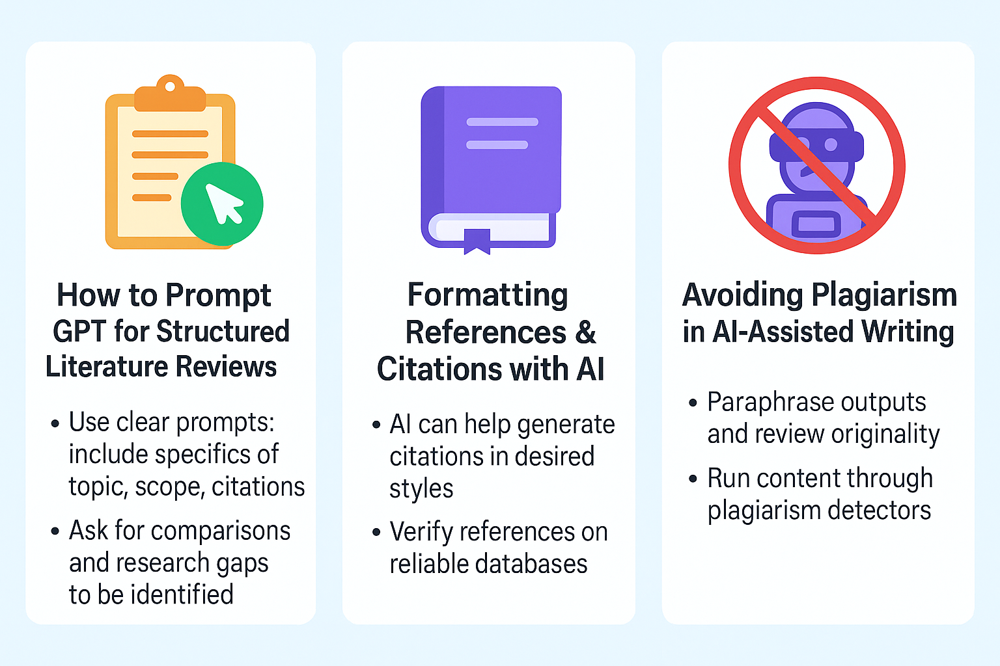 How to Prompt
GPT for Structured
Literature Reviews
• Use clear prompts:
include specifics of
topic, scope, citations
• Ask for comparisons
and research gaps
to be identified
Formatting
References &
Citations with AI
• AI can help generate
citations in desired
styles
• Verify references on
reliable databases
Avoiding Plagiarism
in AI-Assisted Writing
• Paraphrase outputs
and review originality
• Run content through
plagiarism detectors